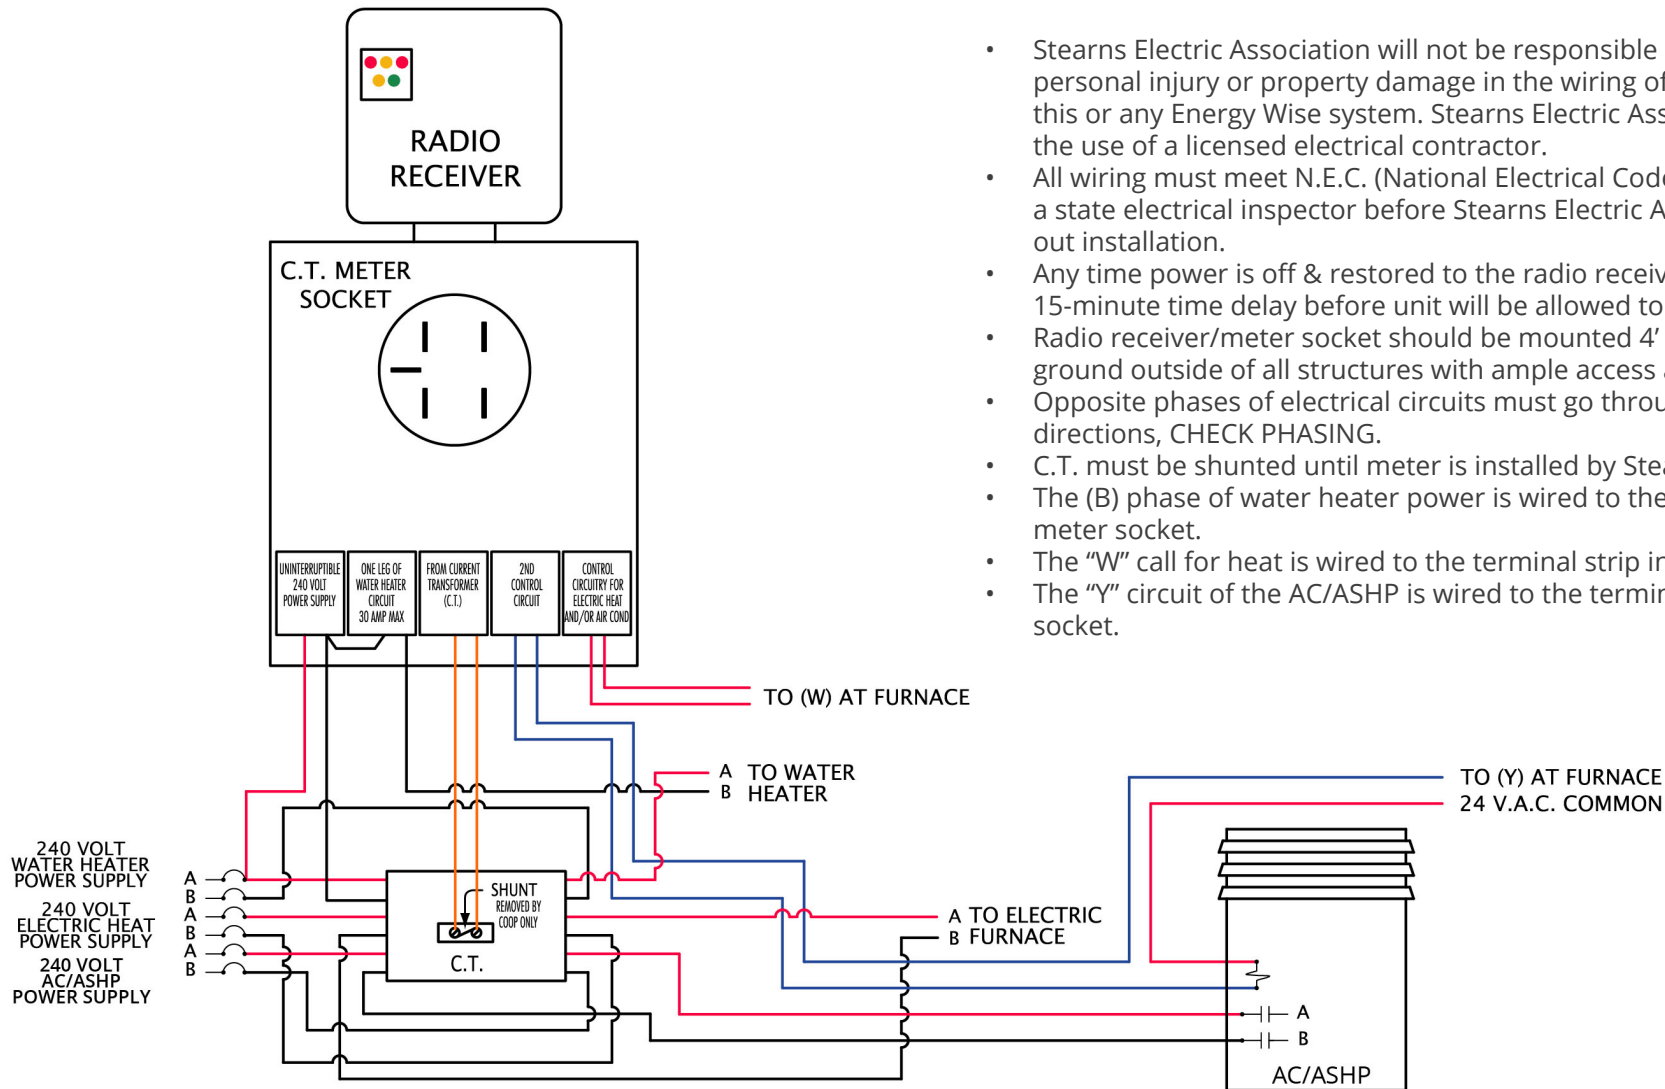 RADIO
RECEIVER
C.T. METER
SOCKET
UNINTERRUPTIBLE
240 VOLT
POWER SUPPLY
ONE LEG OF
WATER HEATER
CIRCUIT
30 AMP MAX
FROM CURRENT
TRANSFORMER
(C.T.)
2ND
CONTROL
CIRCUIT
CONTROL
CIRCUITRY FOR
ELECTRIC HEAT
AND/OR AIR COND
• Stearns Electric Association will not be responsible
personal injury or property damage in the wiring of
this or any Energy Wise system. Stearns Electric Ass
the use of a licensed electrical contractor.
• All wiring must meet N.E.C. (National Electrical Code
a state electrical inspector before Stearns Electric A
out installation.
• Any time power is off & restored to the radio receiv
15-minute time delay before unit will be allowed to
• Radio receiver/meter socket should be mounted 4’
ground outside of all structures with ample access a
• Opposite phases of electrical circuits must go throu
directions, CHECK PHASING.
• C.T. must be shunted until meter is installed by Stea
• The (B) phase of water heater power is wired to the
meter socket.
• The “W” call for heat is wired to the terminal strip in
• The “Y” circuit of the AC/ASHP is wired to the termin
socket.
TO (W) AT FURNACE
A TO WATER
B HEATER
TO (Y) AT FURNACE
24 V.A.C. COMMON
240 VOLT
WATER HEATER
POWER SUPPLY
A
B
240 VOLT
ELECTRIC HEAT
POWER SUPPLY
A
B
240 VOLT
AC/ASHP
POWER SUPPLY
A
B
SHUNT
REMOVED BY
COOP ONLY
C.T.
A TO ELECTRIC
B FURNACE
A
B
AC/ASHP